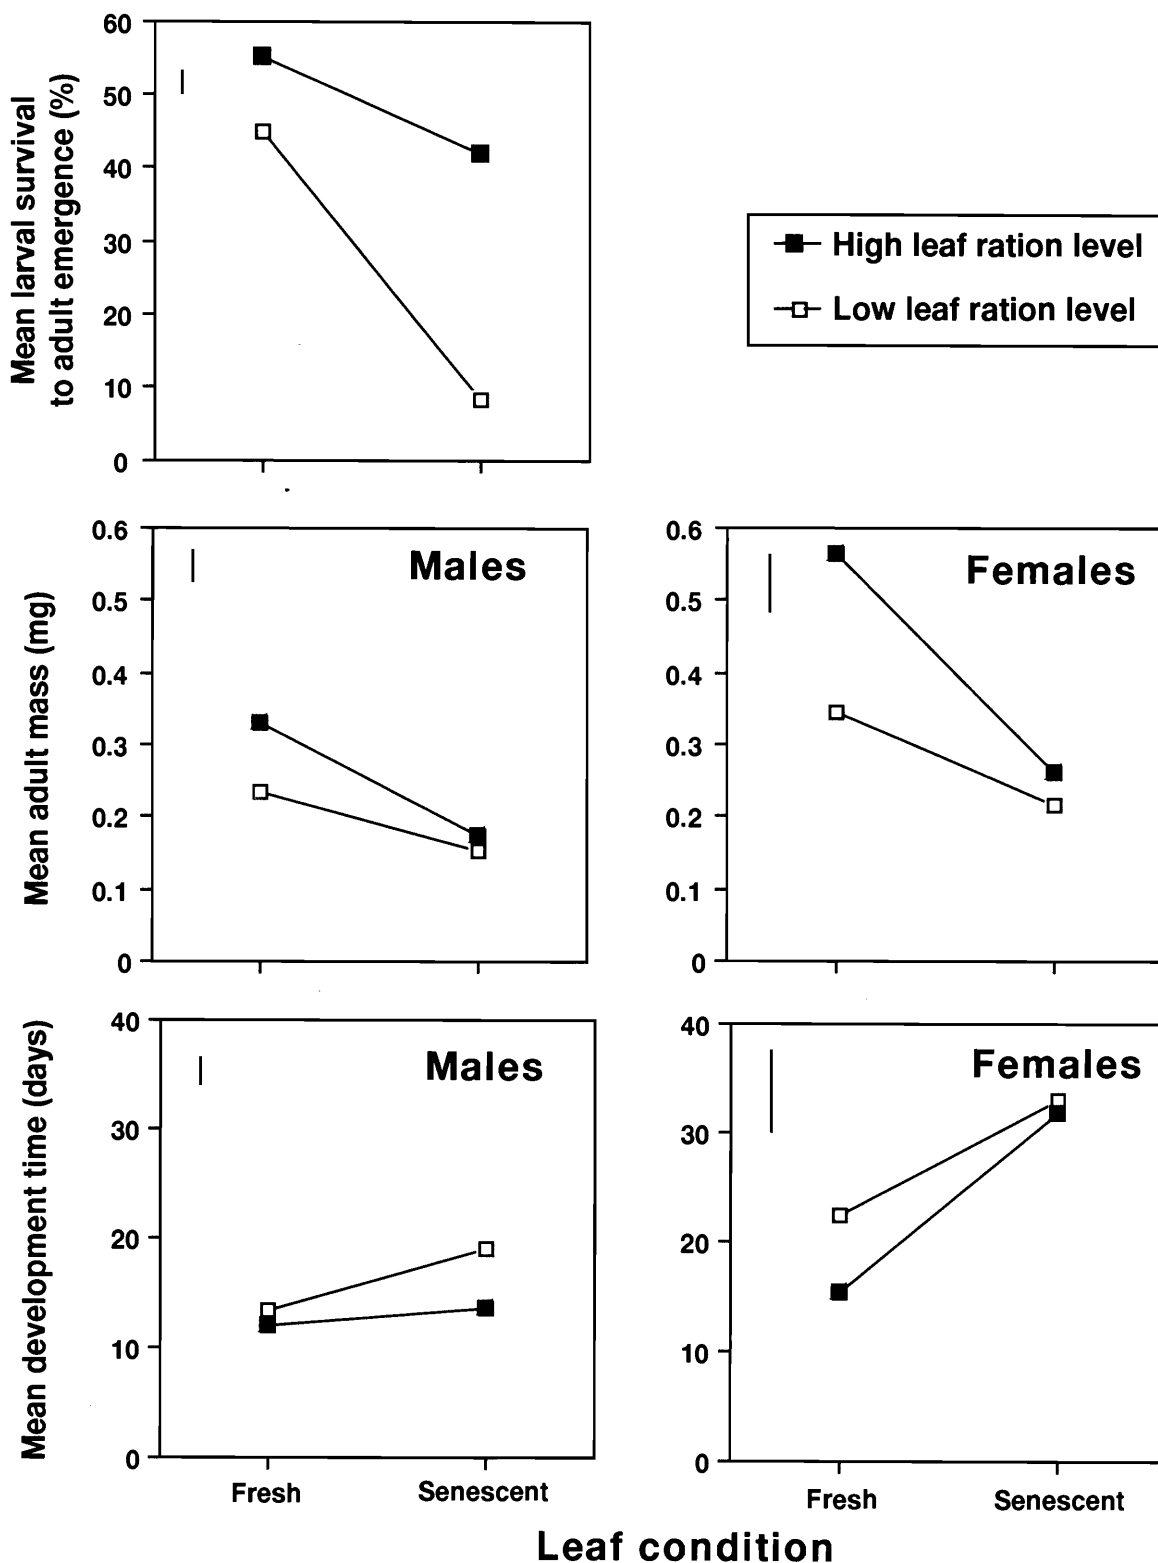 Mean larval survival
to adult emergence (%)
60
50
40
30
20
10
0
High leaf ration level
Low leaf ration level
Mean adult mass (mg)
0.6
0.5
0.4
0.3
0.2
0.1
0
Males
0.6
0.5
0.4
0.3
0.2
0.1
0
Females
Mean development time (days)
40
30
20
10
0
Males
Fresh
Senescent
40
30
20
10
0
Females
Fresh
Senescent
Leaf condition